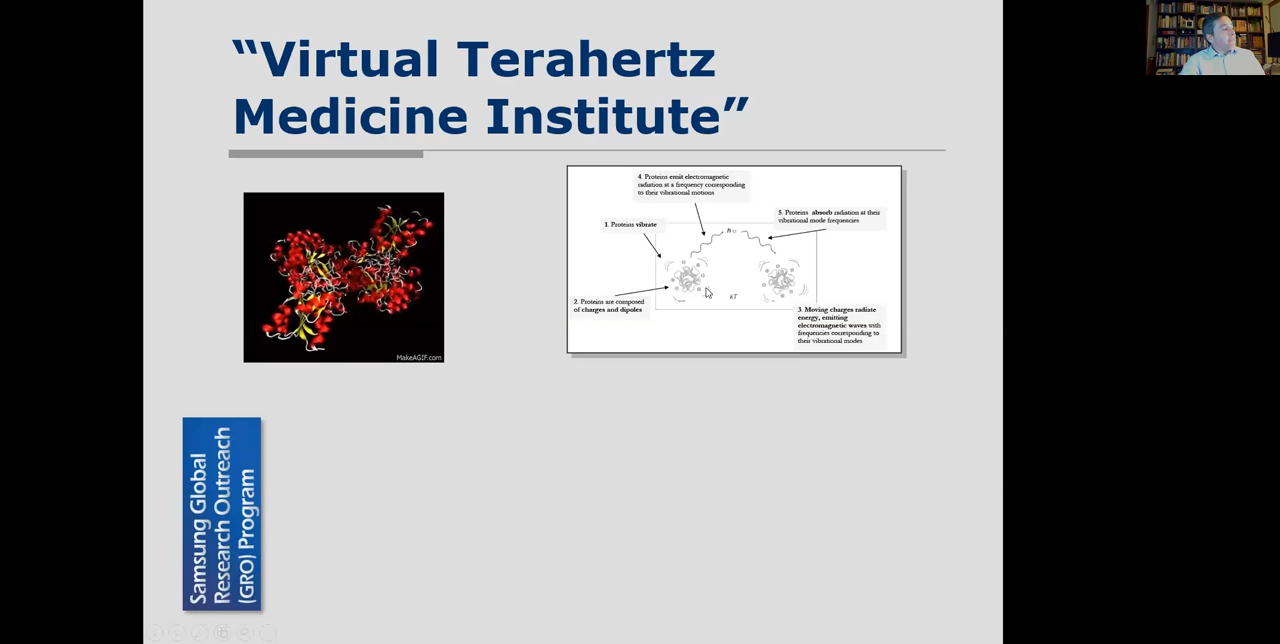 “Virtual Terahertz
Medicine Institute”
4. Proteins emit electromagnetic
radiation at a frequency corresponding
to their vibrational motions
5. Proteins absorb radiation at their
vibrational mode frequencies
1. Proteins vibrate
hυ
2. Proteins are composed
of charges and dipoles
kT
3. Moving charges radiate
energy, emitting
electromagnetic waves with
frequencies corresponding to
their vibrational modes
MakeAGIF.com
Samsung Global
Research Outreach
(GRO) Program